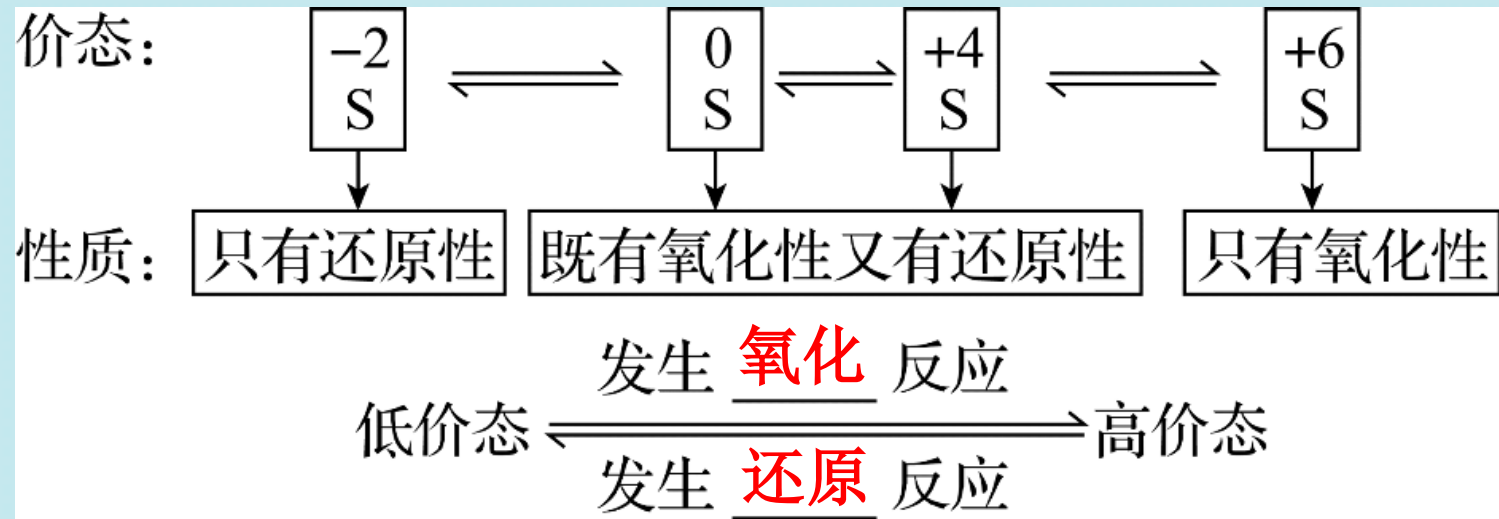 价态：
−2 0 +4 +6
S S S S
性质： 只有还原性 既有氧化性又有还原性 只有氧化性
发生 氧化 反应
低价态 高价态
发生 还原 反应